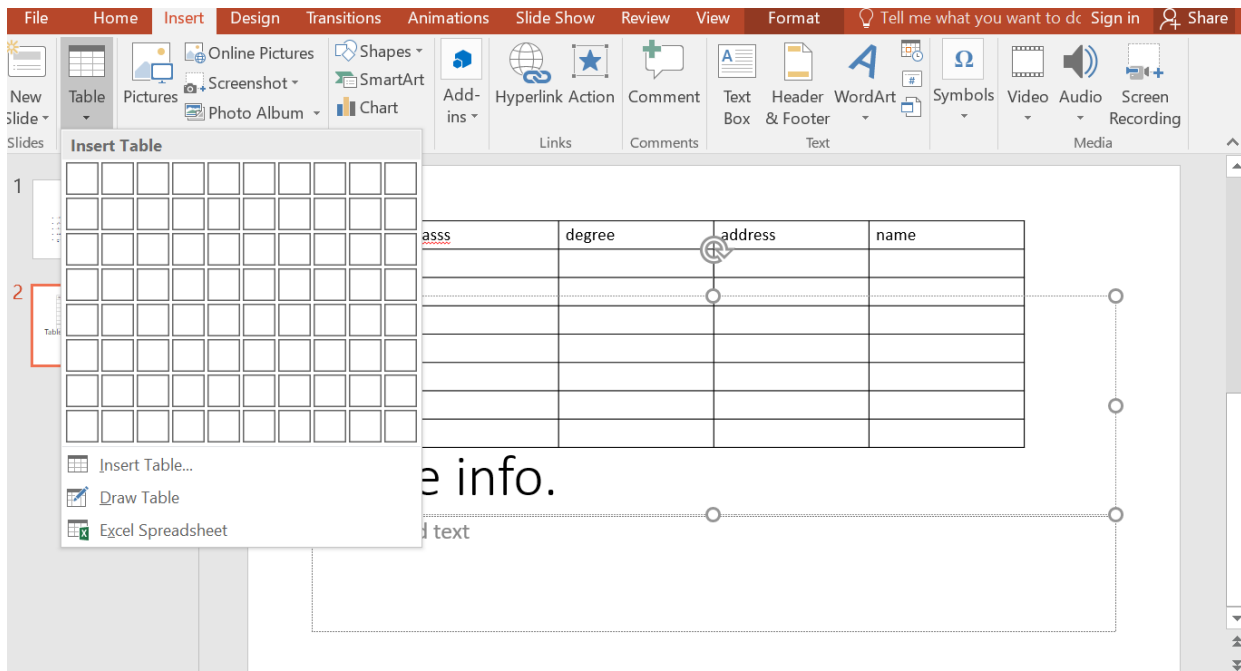 File Home Insert Design Transitions Animations Slide Show Review View Format Tell me what you want to dc Sign in Share
New Slide
Table
Pictures
Online Pictures
Screenshot
Photo Album
Shapes
SmartArt
Chart
Add-ins
Hyperlink
Action
Comment
Text Box
Header & Footer
WordArt
#
Ω
Symbols
Video
Audio
Screen Recording
Slides
Links
Comments
Text
Media
Insert Table
Insert Table...
Draw Table
Excel Spreadsheet
1
2
asss degree address name
e info.
d text